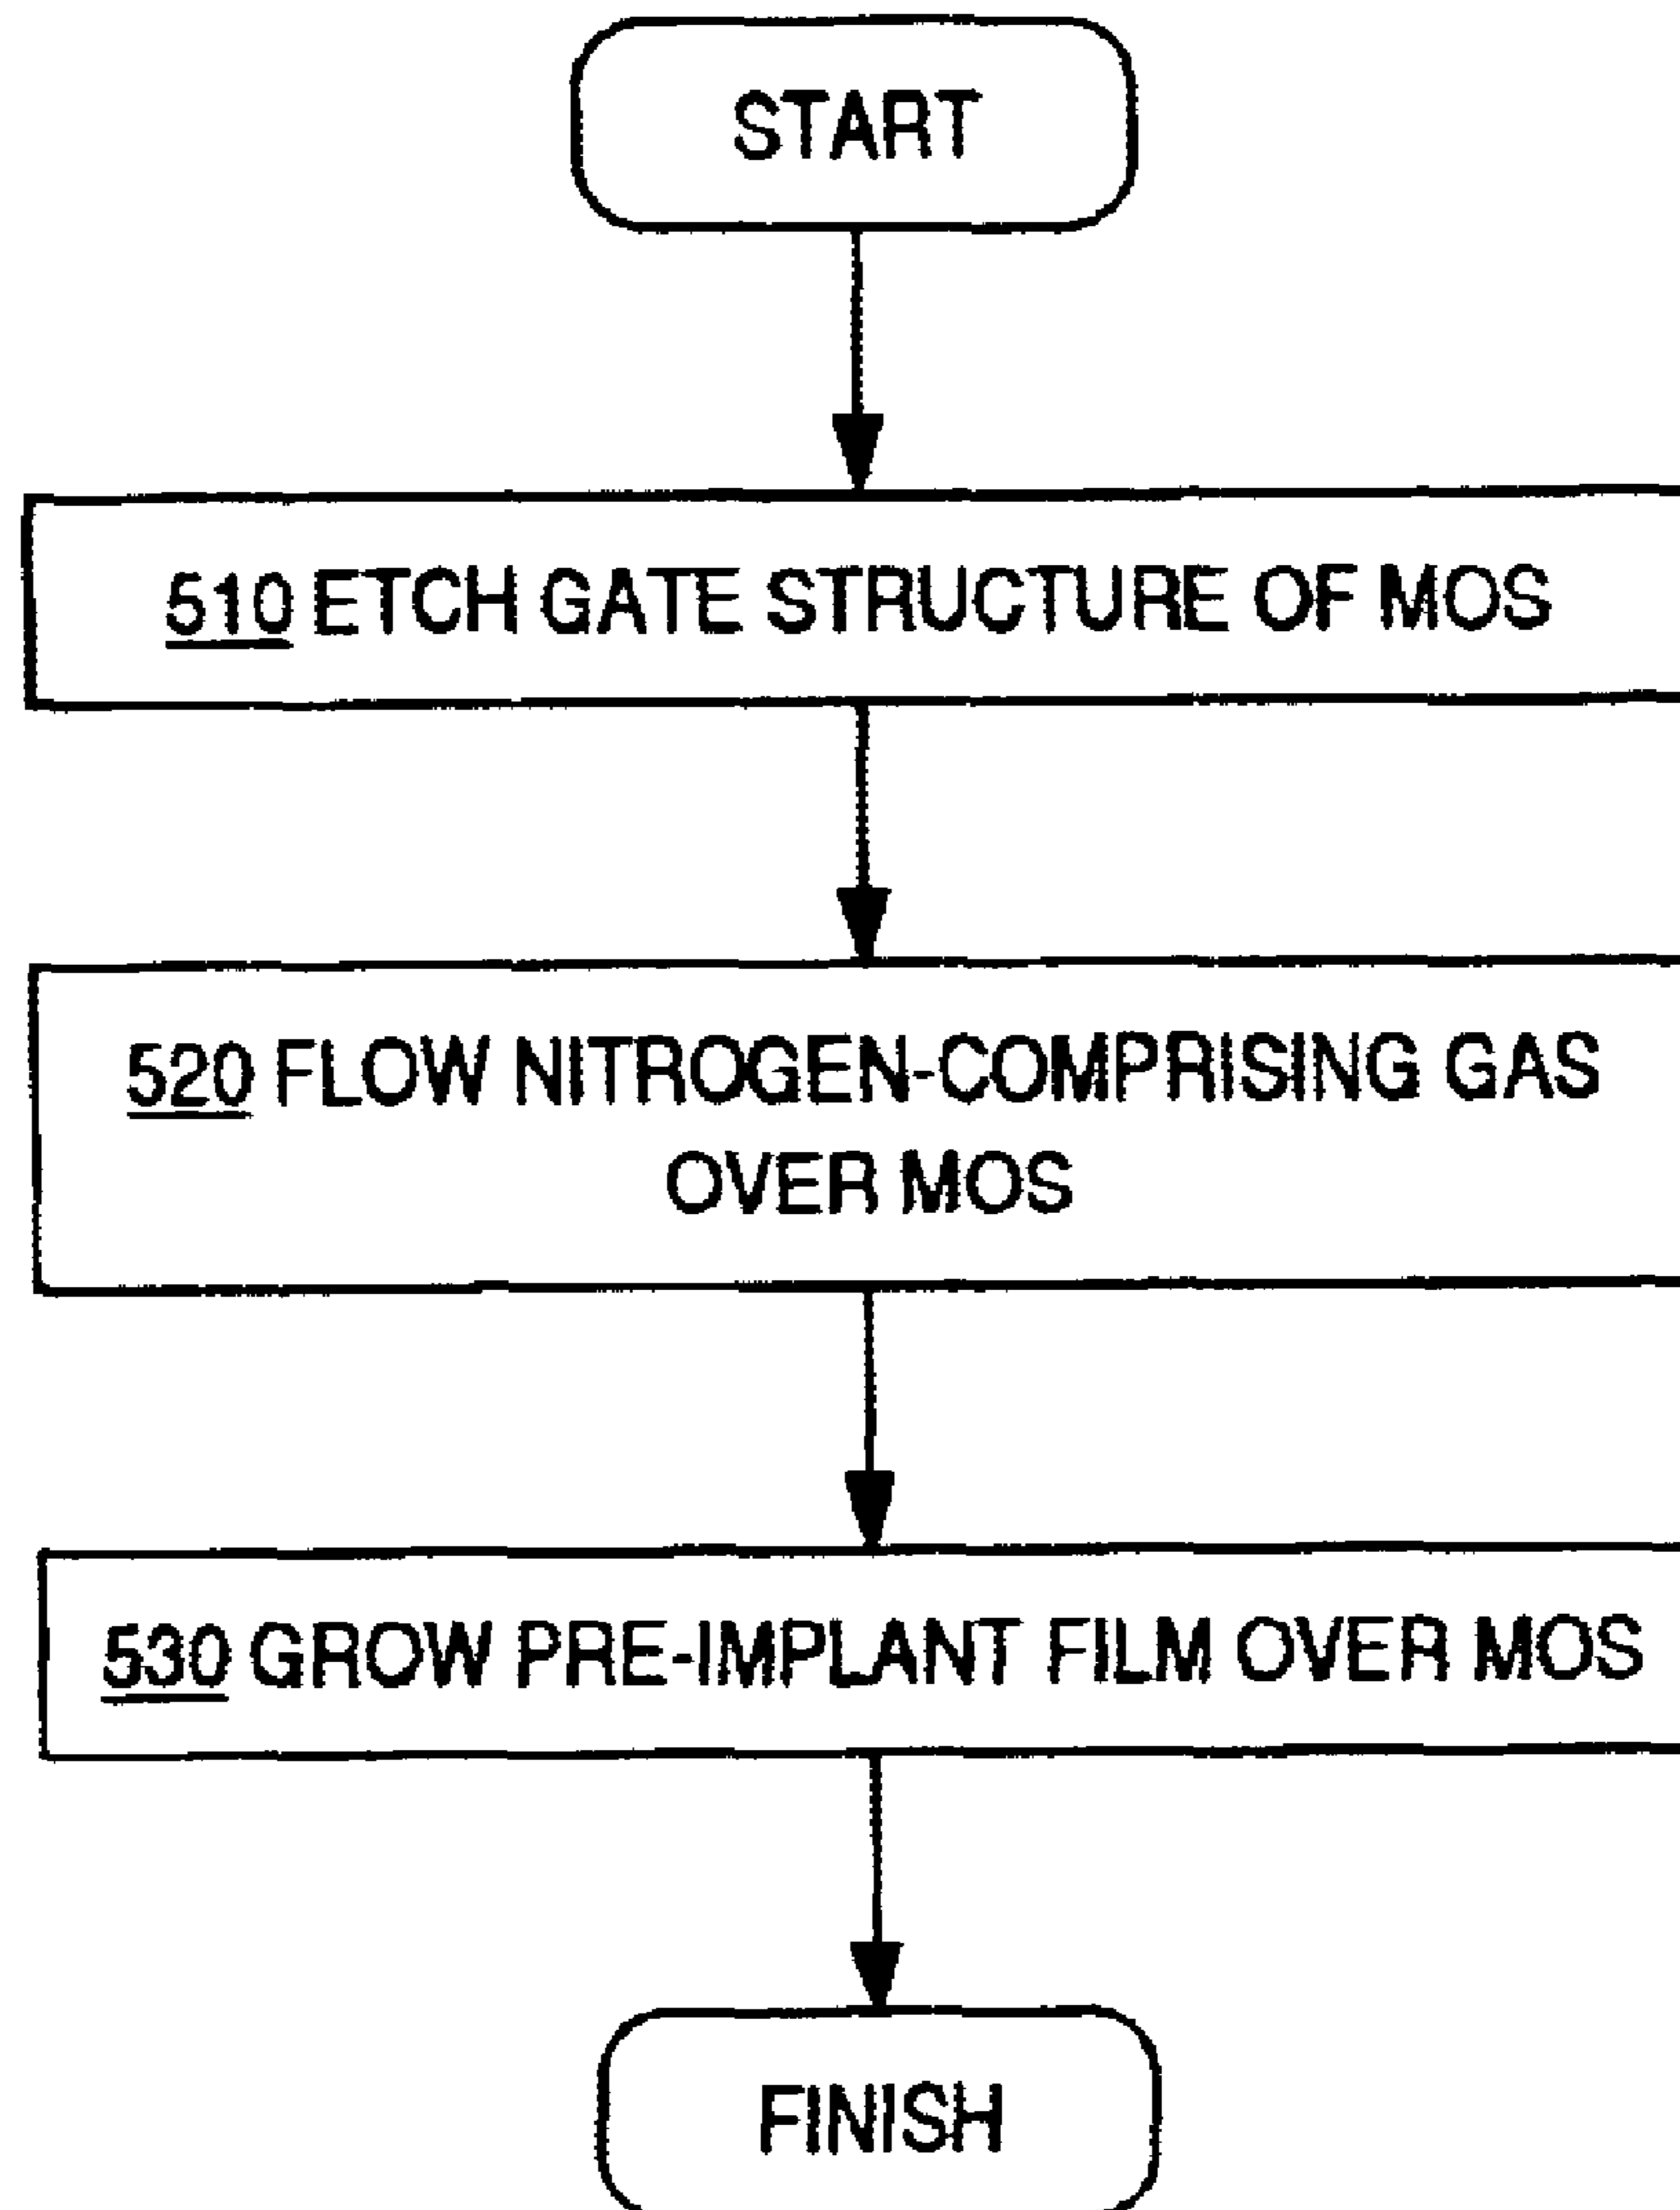 START
510 ETCH GATE STRUCTURE OF MOS
520 FLOW NITROGEN-COMPRISING GAS
OVER MOS
530 GROW PRE-IMPLANT FILM OVER MOS
FINISH